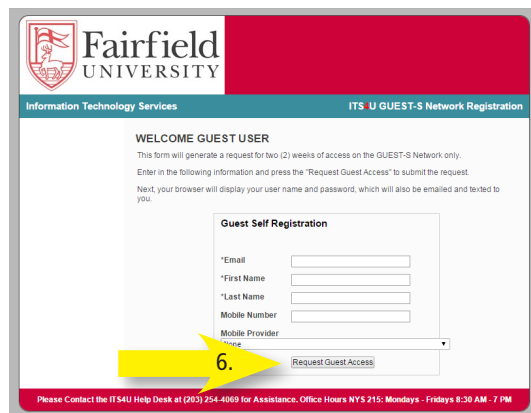 Fairfield
UNIVERSITY
Information Technology Services
ITS4U GUEST-S Network Registration
WELCOME GUEST USER
This form will generate a request for two (2) weeks of access on the GUEST-S Network only.
Enter in the following information and press the "Request Guest Access" to submit the request.
Next, your browser will display your user name and password, which will also be emailed and texted to
you.
Guest Self Registration
*Email
*First Name
*Last Name
Mobile Number
Mobile Provider
None
6.
Request Guest Access
Please Contact the ITS4U Help Desk at (203) 254-4069 for Assistance. Office Hours NYS 215: Mondays - Fridays 8:30 AM - 7 PM